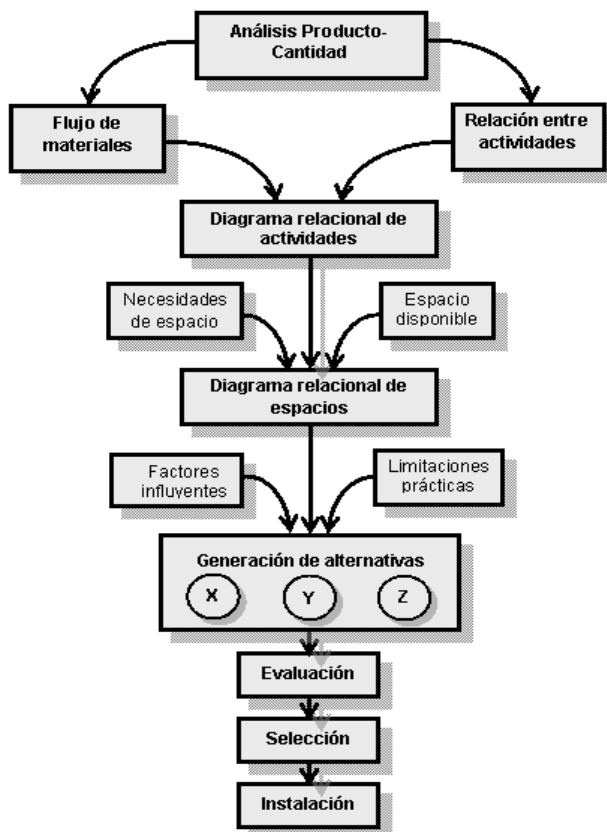 Análisis Producto-
Cantidad
Flujo de
materiales
Relación entre
actividades
Diagrama relacional de
actividades
Necesidades
de espacio
Espacio
disponible
Diagrama relacional de
espacios
Factores
influyentes
Limitaciones
prácticas
Generación de alternativas
X
Y
Z
Evaluación
Selección
Instalación